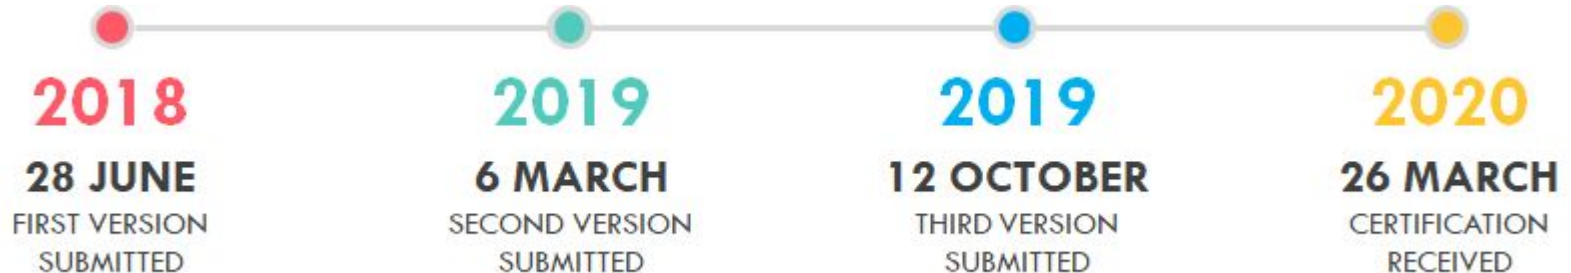 2018
28 JUNE
FIRST VERSION
SUBMITTED
2019
6 MARCH
SECOND VERSION
SUBMITTED
2019
12 OCTOBER
THIRD VERSION
SUBMITTED
2020
26 MARCH
CERTIFICATION
RECEIVED